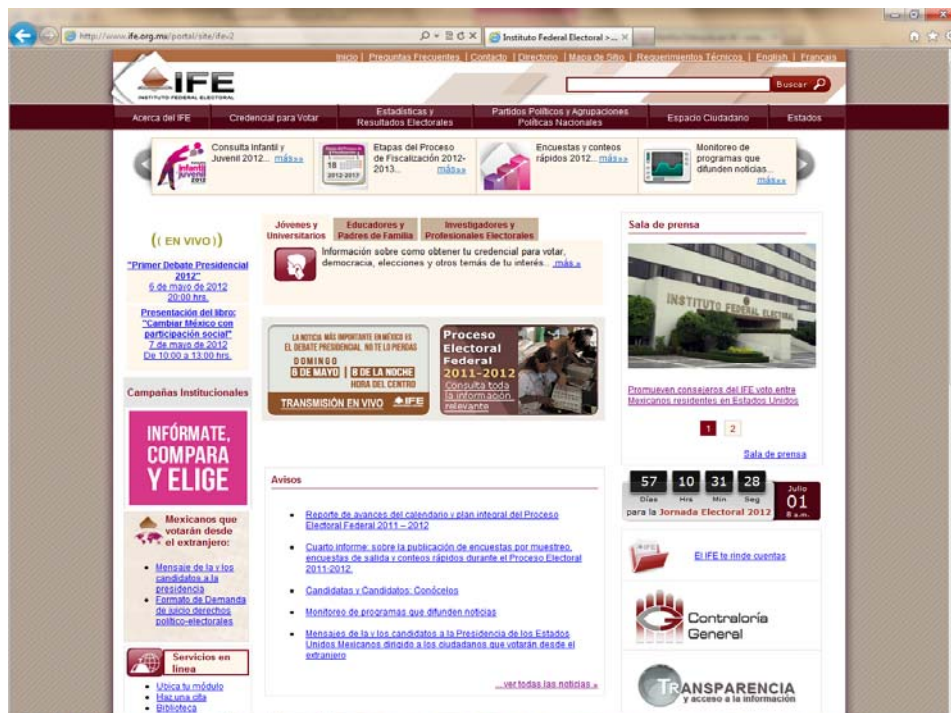 http://www.ife.org.mx/portal/site/ifev2
Instituto Federal Electoral >...
Inicio | Preguntas Frecuentes | Contacto | Directorio | Mapa de Sitio | Requerimientos Técnicos | English | Français
IFE
INSTITUTO FEDERAL ELECTORAL
Buscar
Acerca del IFE
Credencial para Votar
Estadísticas y
Resultados Electorales
Partidos Políticos y Agrupaciones
Políticas Nacionales
Espacio Ciudadano
Estados
Infantil
Juvenil
2012
Consulta Infantil y
Juvenil 2012... más»»
18
2012-2013
Etapas del Proceso
de Fiscalización 2012-
2013... más»»
Encuestas y conteos
rápidos 2012... más»»
Monitoreo de
programas que
difunden noticias...
más»»
(( EN VIVO ))
"Primer Debate Presidencial
2012"
6 de mayo de 2012
20:00 hrs.
Presentación del libro:
"Cambiar México con
participación social"
7 de mayo de 2012
De 10:00 a 13:00 hrs.
Campañas Institucionales
INFÓRMATE,
COMPARA
Y ELIGE
Mexicanos que
votarán desde
el extranjero:
Mensaje de la y los
candidatos a la
presidencia
Formato de Demanda
de juicio derechos
político-electorales
Servicios en
línea
Ubica tu módulo
Haz una cita
Biblioteca
Jóvenes y
Universitarios
Educadores y
Padres de Familia
Investigadores y
Profesionales Electorales
Información sobre como obtener tu credencial para votar,
democracia, elecciones y otros temás de tu interés... más »
LA NOTICIA MÁS IMPORTANTE EN MÉXICO ES
EL DEBATE PRESIDENCIAL, NO TE LO PIERDAS
DOMINGO
6 DE MAYO | 8 DE LA NOCHE
HORA DEL CENTRO
TRANSMISIÓN EN VIVO IFE
Proceso
Electoral
Federal
2011-2012
Consulta toda
la información
relevante
Avisos
Reporte de avances del calendario y plan integral del Proceso
Electoral Federal 2011 – 2012
Cuarto informe: sobre la publicación de encuestas por muestreo,
encuestas de salida y conteos rápidos durante el Proceso Electoral
2011-2012.
Candidatas y Candidatos: Conócelos
Monitoreo de programas que difunden noticias
Mensajes de la y los candidatos a la Presidencia de los Estados
Unidos Mexicanos dirigido a los ciudadanos que votarán desde el
extranjero
...ver todas las noticias »
Sala de prensa
INSTITUTO FEDERAL ELECTORAL
Promueven consejeros del IFE voto entre
Mexicanos residentes en Estados Unidos
1 2
Sala de prensa
57 10 31 28
Días Hrs Min Seg
para la Jornada Electoral 2012
Julio
01
8 a.m.
IFE
El IFE te rinde cuentas
Contraloría
General
TRANSPARENCIA
y acceso a la información